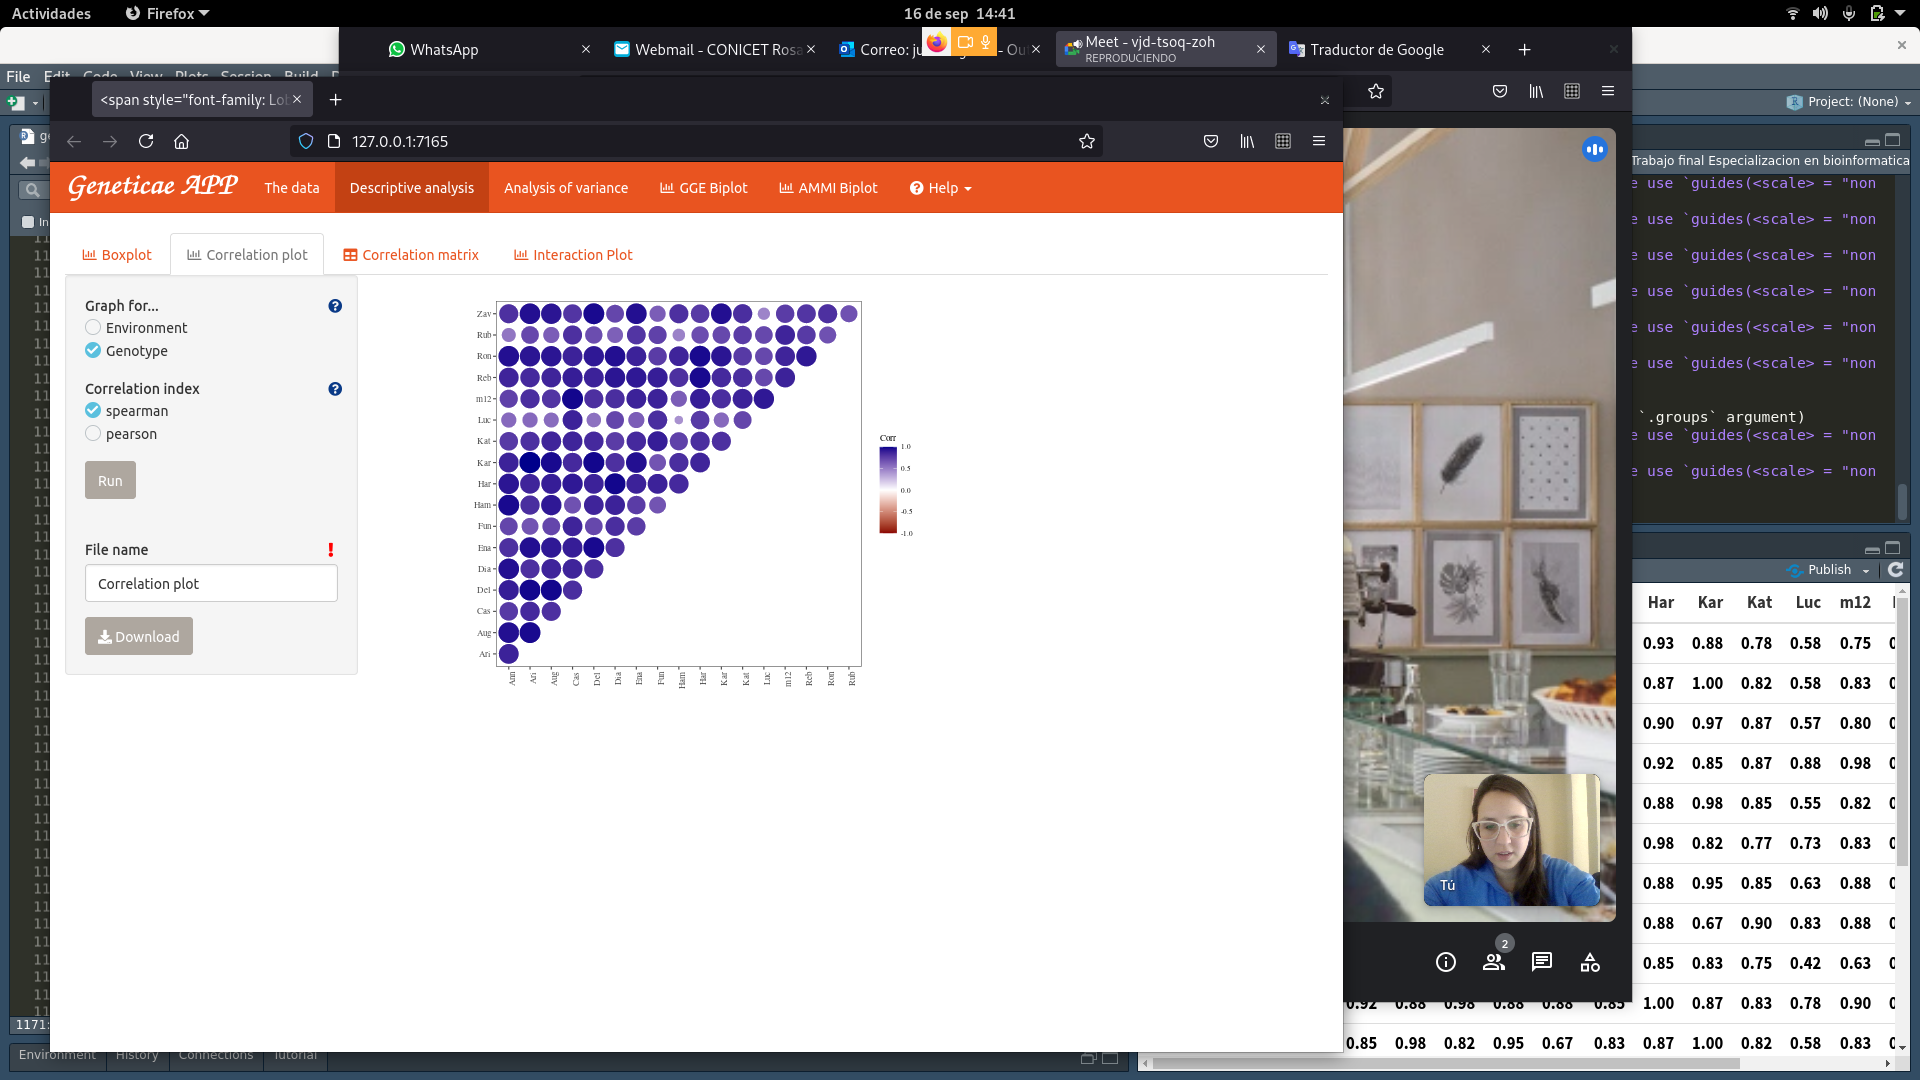 Actividades
Firefox
16 de sep 14:41
WhatsApp
Webmail - CONICET Rosa
Correo: ju
- Ou
Meet - vjd-tsoq-zoh
REPRODUCIENDO
Traductor de Google
File Edit Code View Plots Session Build
Project: (None)
<span style="font-family: Lob
127.0.0.1:7165
Trabajo final Especializacion en bioinformatica
Geneticae APP
The data
Descriptive analysis
Analysis of variance
GGE Biplot
AMMI Biplot
Help
Boxplot
Correlation plot
Correlation matrix
Interaction Plot
Graph for...
Environment
Genotype
Correlation index
spearman
pearson
Run
File name
Correlation plot
Download
Zav
Rub
Ron
Reb
m12
Luc
Kat
Kar
Har
Ham
Fun
Ena
Dia
Del
Cas
Aug
Ari
Ann Ari Aug Cas Del Dia Ena Fun Ham Har Kar Kat Luc m12 Reb Ron Rub
Corr
1.0
0.5
0.0
-0.5
-1.0
e use `guides(<scale> = "non
e use `guides(<scale> = "non
e use `guides(<scale> = "non
e use `guides(<scale> = "non
e use `guides(<scale> = "non
e use `guides(<scale> = "non
`.groups` argument)
e use `guides(<scale> = "non
e use `guides(<scale> = "non
Publish
Har Kar Kat Luc m12
0.93 0.88 0.78 0.58 0.75
0.87 1.00 0.82 0.58 0.83
0.90 0.97 0.87 0.57 0.80
0.92 0.85 0.87 0.88 0.98
0.88 0.98 0.85 0.55 0.82
0.98 0.82 0.77 0.73 0.83
0.88 0.95 0.85 0.63 0.88
0.88 0.67 0.90 0.83 0.88
0.85 0.83 0.75 0.42 0.63
0.92 0.88 0.98 0.88 0.88 0.85 1.00 0.87 0.83 0.78 0.90
0.85 0.98 0.82 0.95 0.67 0.83 0.87 1.00 0.82 0.58 0.83
Tú
2
1171:
Environment History Connections Tutorial